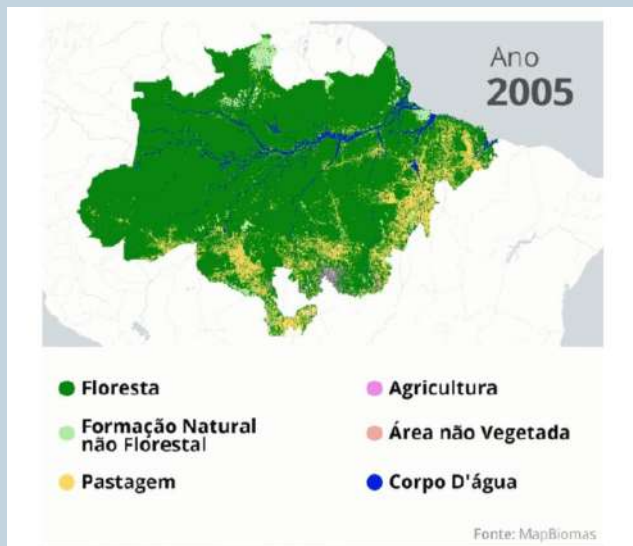 Ano
2005
Floresta
Formação Natural
não Florestal
Pastagem
Agricultura
Área não Vegetada
Corpo D'água
Fonte: MapBiomas